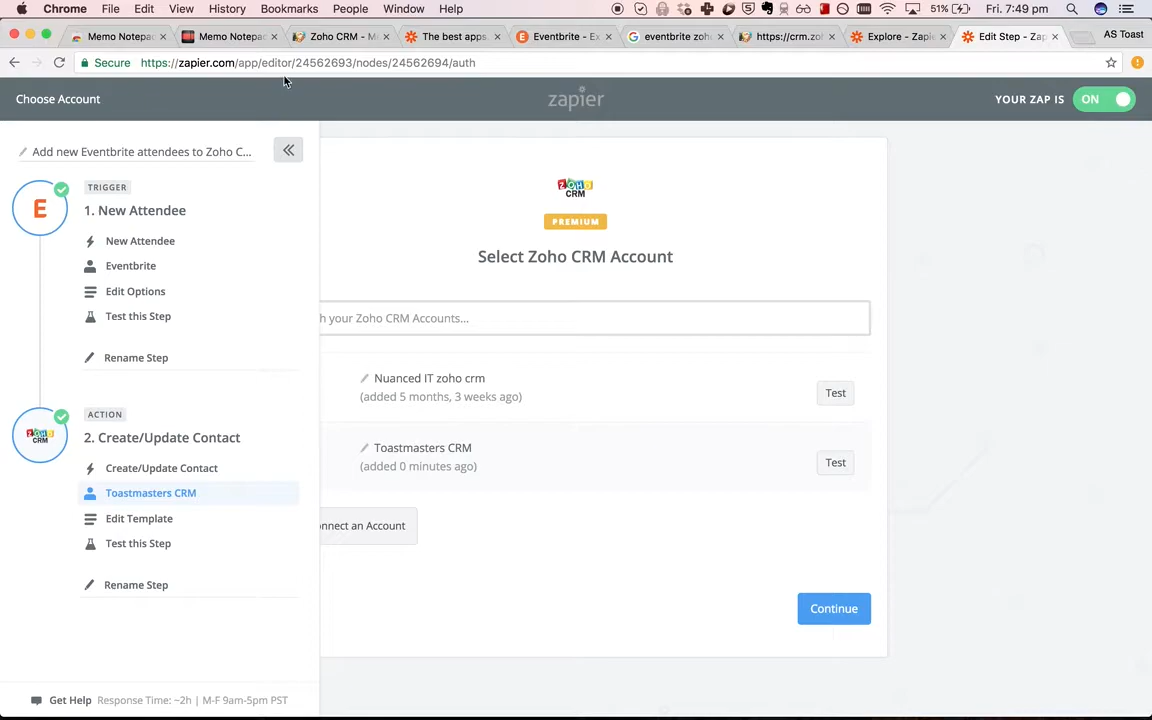 Chrome File Edit View History Bookmarks People Window Help 51% Fri. 7:49 pm
Memo Notepa Memo Notepa Zoho CRM - M The best apps. Eventbrite - E eventbrite zoh https://crm.zo Explore - Zapie Edit Step - Zap AS Toast
Secure https://zapier.com/app/editor/24562693/nodes/24562694/auth
Choose Account
zapier
YOUR ZAP IS ON
Add new Eventbrite attendees to Zoho C...
TRIGGER
E
1. New Attendee
New Attendee
Eventbrite
Edit Options
Test this Step
Rename Step
ACTION
ZOHO
CRM
2. Create/Update Contact
Create/Update Contact
Toastmasters CRM
Edit Template
Test this Step
Rename Step
Get Help Response Time: ~2h | M-F 9am-5pm PST
ZOHO
CRM
PREMIUM
Select Zoho CRM Account
h your Zoho CRM Accounts...
Nuanced IT zoho crm
(added 5 months, 3 weeks ago)
Test
Toastmasters CRM
(added 0 minutes ago)
Test
onnect an Account
Continue